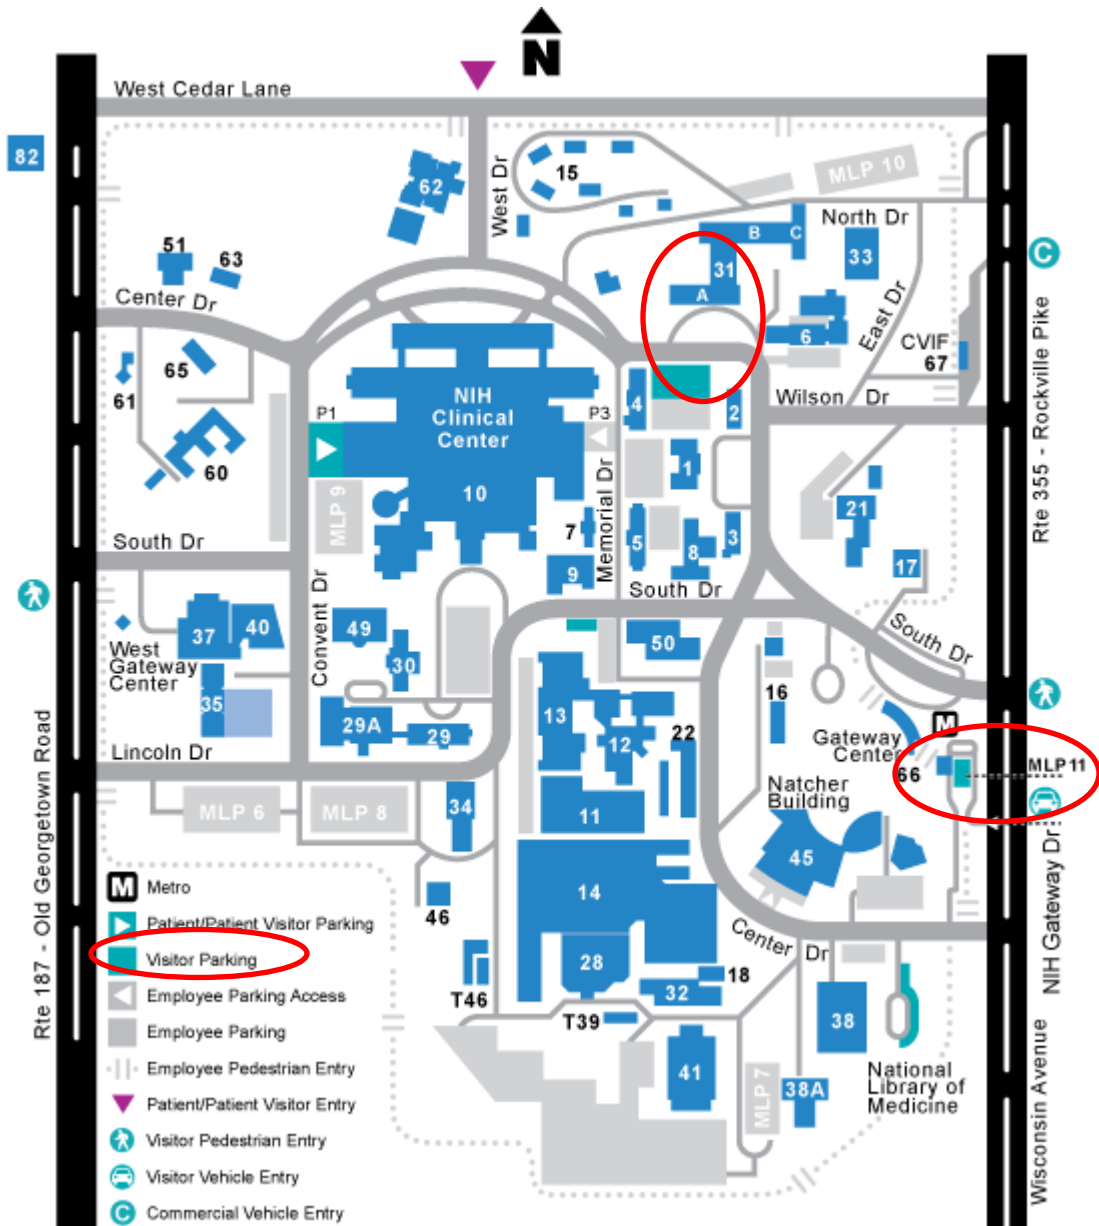 N
West Cedar Lane
82
62
West Dr
15
MLP 10
North Dr
B
C
31
A
33
C
51
63
Center Dr
East Dr
6
CVIF
67
Rte 355 - Rockville Pike
65
61
60
NIH
Clinical
Center
10
P1
P3
4
2
Wilson Dr
1
MLP 9
Memorial Dr
7
5
8
3
9
21
17
South Dr
South Dr
South Dr
37
40
49
30
50
West
Gateway
Center
Convent Dr
35
29A
29
13
12
22
16
M
Gateway
Center
66
MLP 11
Lincoln Dr
MLP 6
MLP 8
34
11
Natcher
Building
45
14
46
28
T46
T39
32
18
Center Dr
38
41
MLP 7
38A
National
Library of
Medicine
NIH Gateway Dr
Wisconsin Avenue
Rte 187 - Old Georgetown Road
M Metro
Patient/Patient Visitor Parking
Visitor Parking
Employee Parking Access
Employee Parking
Employee Pedestrian Entry
Patient/Patient Visitor Entry
Visitor Pedestrian Entry
Visitor Vehicle Entry
C Commercial Vehicle Entry